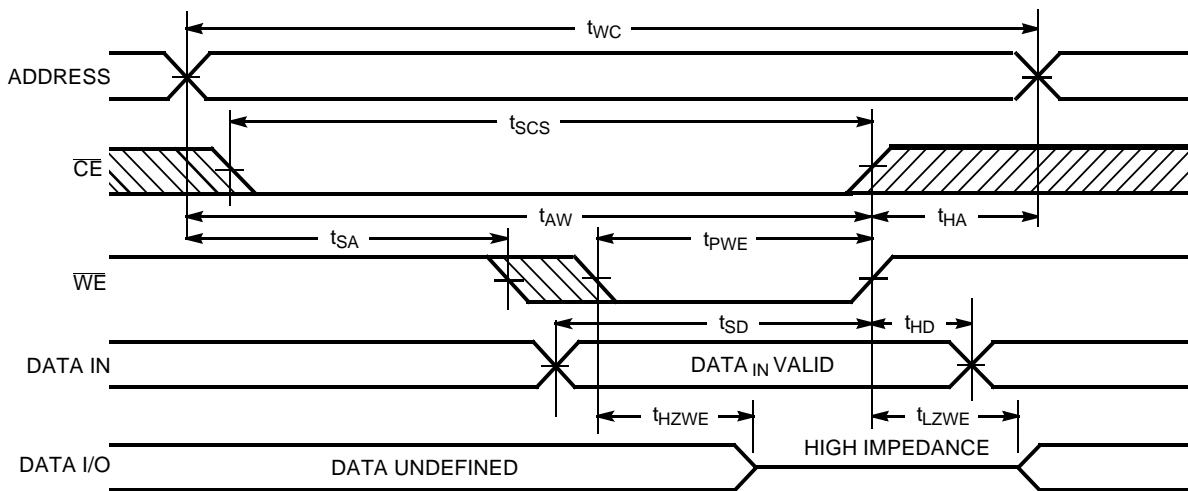 tWC
ADDRESS
tSCS
CE
tAW
tHA
tSA
tPWE
WE
tSD
tHD
DATA IN
DATA IN VALID
tHZWE
tLZWE
HIGH IMPEDANCE
DATA I/O
DATA UNDEFINED